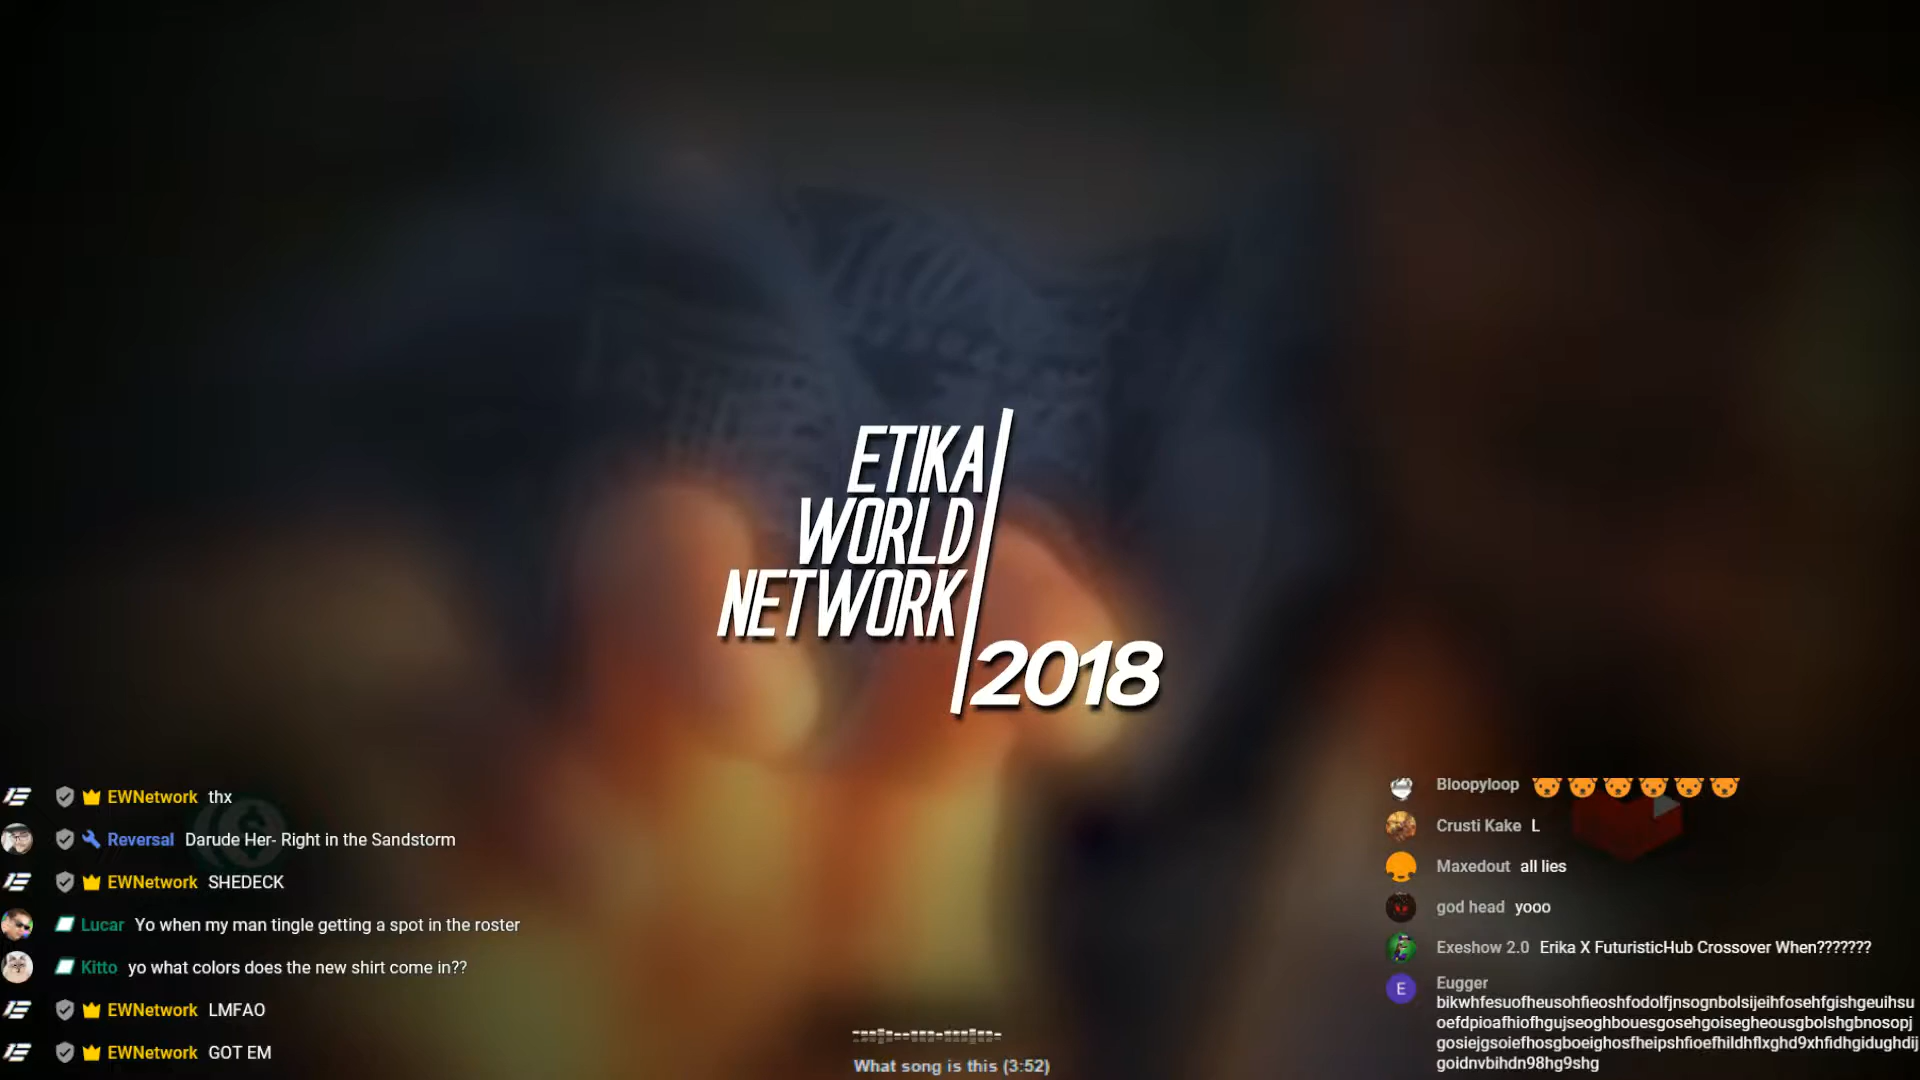 ETIKA
WORLD
NETWORK
2018
EWNetwork thx
Reversal Darude Her- Right in the Sandstorm
EWNetwork SHEDECK
Lucar Yo when my man tingle getting a spot in the roster
Kitto yo what colors does the new shirt come in??
EWNetwork LMFAO
EWNetwork GOT EM
What song is this (3:52)
Bloopyloop
Crusti Kake L
Maxedout all lies
god head yooo
Exeshow 2.0 Erika X FuturisticHub Crossover When???????
E
Eugger
bikwhfesuofheusohfieoshfodolfjnsognbolsijeihfosehfgishgeuihsu
oefdpioafhiofhgujseoghbouesgosehgoisegheousgbolshgbnosopj
gosiejgsoiefhosgboeighosfheipshfioefhildhflxghd9xhfidhgidughdij
goidnvbihdn98hg9shg